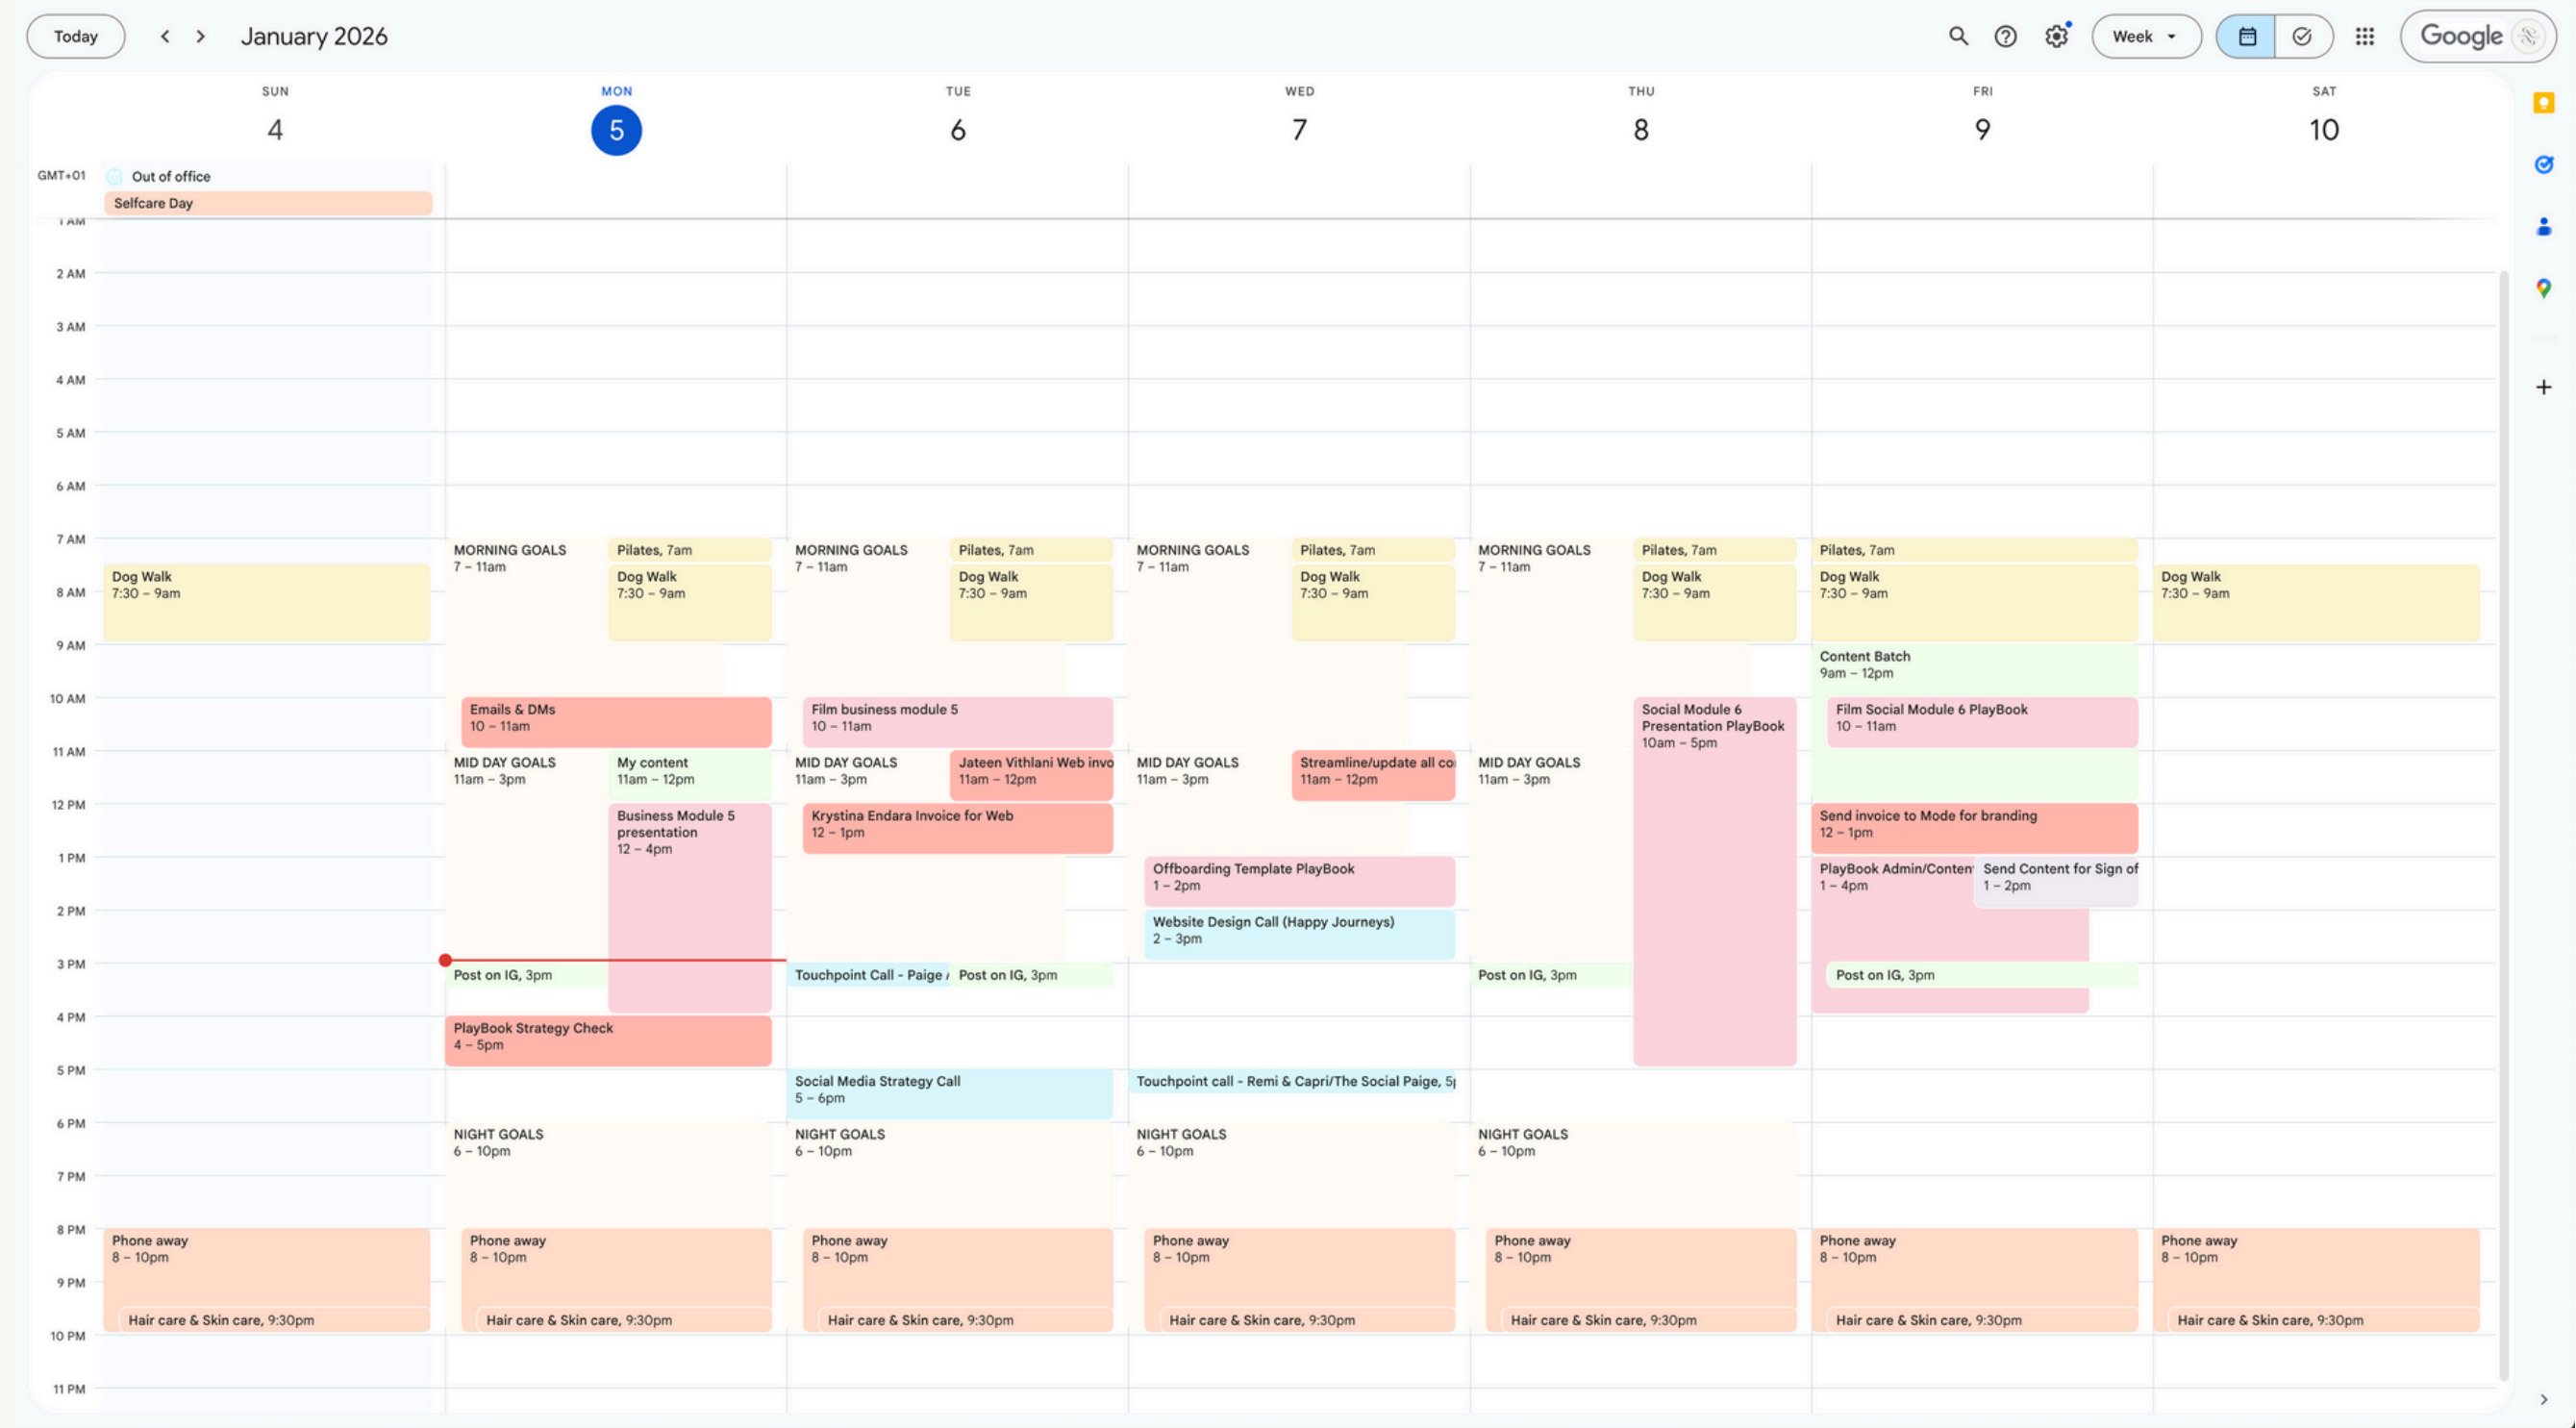 Today
January 2026
Week
Google
SUN
4
MON
5
TUE
6
WED
7
THU
8
FRI
9
SAT
10
GMT+01
Out of office
Selfcare Day
1 AM
2 AM
3 AM
4 AM
5 AM
6 AM
7 AM
8 AM
9 AM
10 AM
11 AM
12 PM
1 PM
2 PM
3 PM
4 PM
5 PM
6 PM
7 PM
8 PM
9 PM
10 PM
11 PM
Dog Walk
7:30 – 9am
Phone away
8 – 10pm
Hair care & Skin care, 9:30pm
MORNING GOALS
7 – 11am
Pilates, 7am
Dog Walk
7:30 – 9am
Emails & DMs
10 – 11am
MID DAY GOALS
11am – 3pm
My content
11am – 12pm
Business Module 5
presentation
12 – 4pm
Post on IG, 3pm
PlayBook Strategy Check
4 – 5pm
NIGHT GOALS
6 – 10pm
Phone away
8 – 10pm
Hair care & Skin care, 9:30pm
MORNING GOALS
7 – 11am
Pilates, 7am
Dog Walk
7:30 – 9am
Film business module 5
10 – 11am
MID DAY GOALS
11am – 3pm
Jateen Vithlani Web invo
11am – 12pm
Krystina Endara Invoice for Web
12 – 1pm
Touchpoint Call - Paige /
Post on IG, 3pm
Social Media Strategy Call
5 – 6pm
NIGHT GOALS
6 – 10pm
Phone away
8 – 10pm
Hair care & Skin care, 9:30pm
MORNING GOALS
7 – 11am
Pilates, 7am
Dog Walk
7:30 – 9am
MID DAY GOALS
11am – 3pm
Streamline/update all co
11am – 12pm
Offboarding Template PlayBook
1 – 2pm
Website Design Call (Happy Journeys)
2 – 3pm
Touchpoint call - Remi & Capri/The Social Paige, 5p
NIGHT GOALS
6 – 10pm
Phone away
8 – 10pm
Hair care & Skin care, 9:30pm
MORNING GOALS
7 – 11am
Pilates, 7am
Dog Walk
7:30 – 9am
Social Module 6
Presentation PlayBook
10am – 5pm
MID DAY GOALS
11am – 3pm
Post on IG, 3pm
NIGHT GOALS
6 – 10pm
Phone away
8 – 10pm
Hair care & Skin care, 9:30pm
Pilates, 7am
Dog Walk
7:30 – 9am
Content Batch
9am – 12pm
Film Social Module 6 PlayBook
10 – 11am
Send invoice to Mode for branding
12 – 1pm
PlayBook Admin/Conten
1 – 4pm
Send Content for Sign of
1 – 2pm
Post on IG, 3pm
Phone away
8 – 10pm
Hair care & Skin care, 9:30pm
Dog Walk
7:30 – 9am
Phone away
8 – 10pm
Hair care & Skin care, 9:30pm